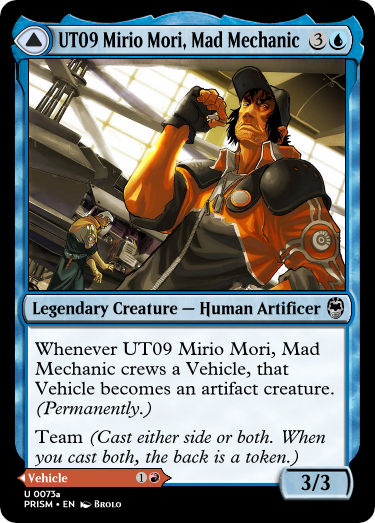 UT09 Mirio Mori, Mad Mechanic 3
Legendary Creature — Human Artificer
Whenever UT09 Mirio Mori, Mad
Mechanic crews a Vehicle, that
Vehicle becomes an artifact creature.
(Permanently.)
Team (Cast either side or both. When
you cast both, the back is a token.)
Vehicle 1
3/3
U 0073a
PRISM • EN Brolo